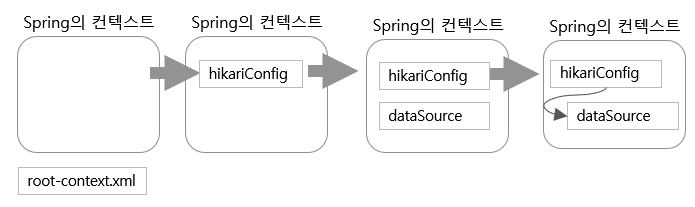 Spring의 컨텍스트
Spring의 컨텍스트
Spring의 컨텍스트
Spring의 컨텍스트
hikariConfig
hikariConfig
dataSource
hikariConfig
dataSource
root-context.xml